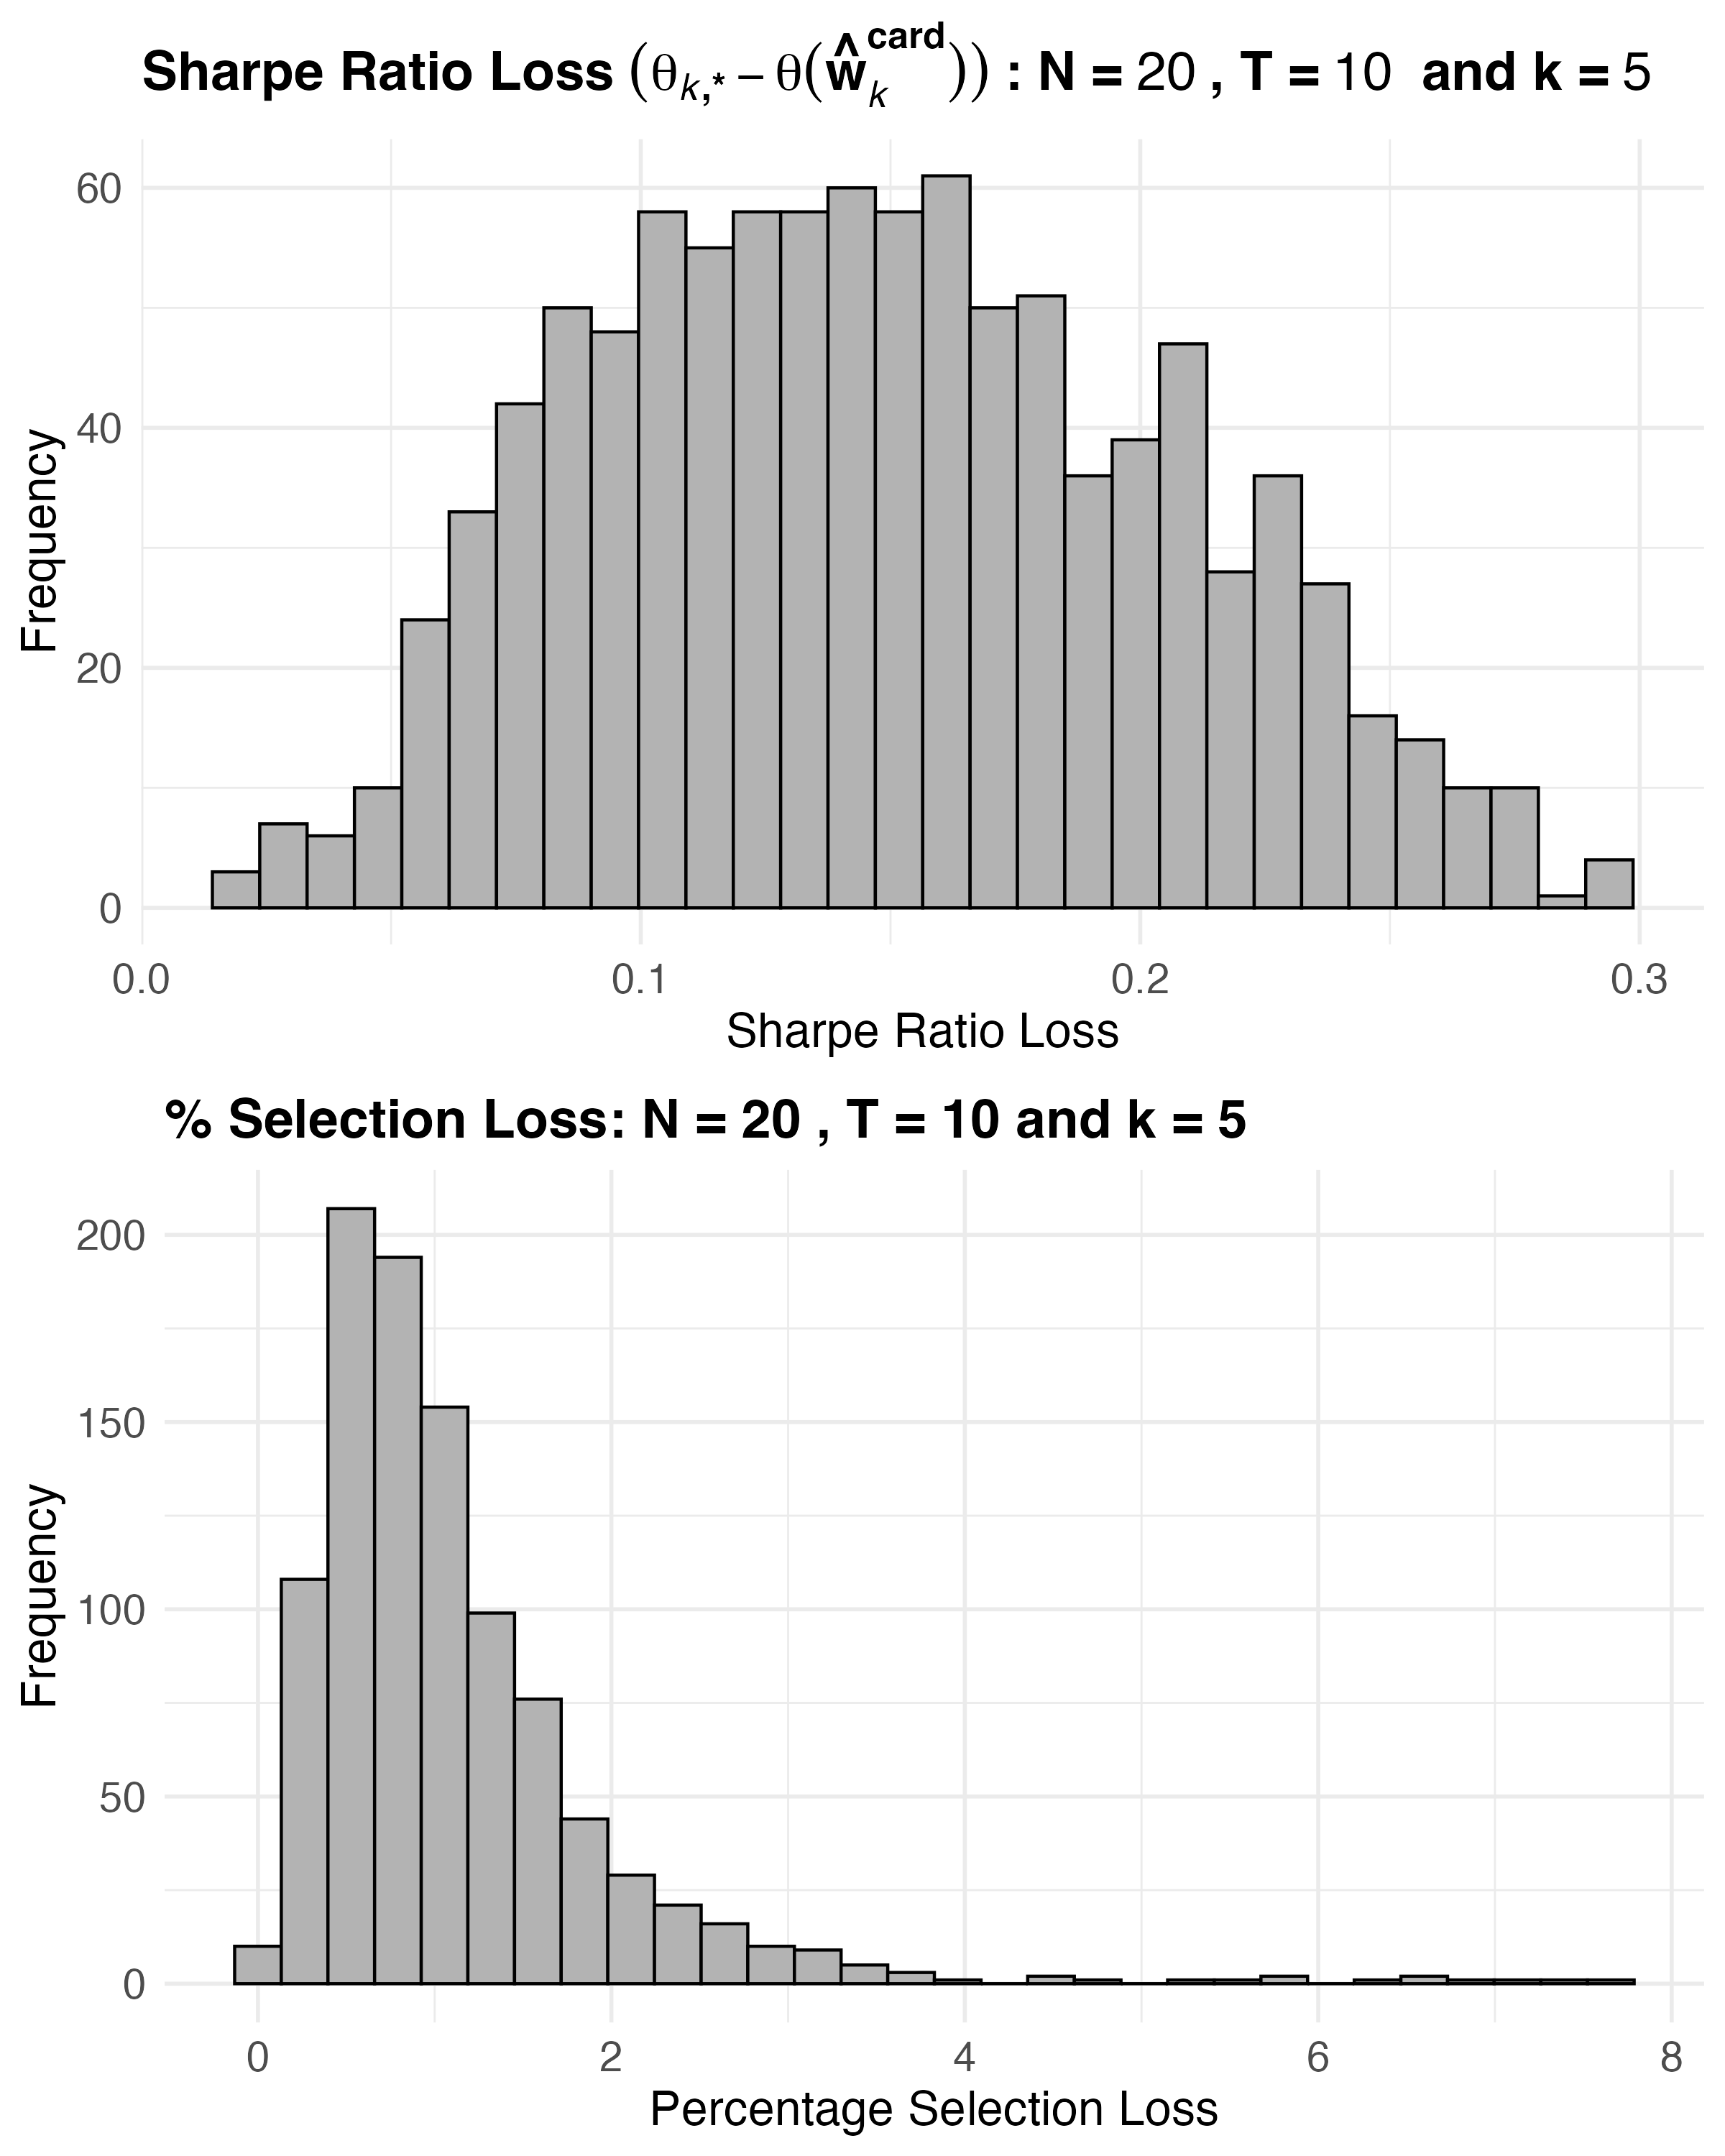 Sharpe Ratio Loss (θk,* − θ(ŵk^card)) : N = 20 , T = 10 and k = 5
60
40
20
0
Frequency
0.0 0.1 0.2 0.3
Sharpe Ratio Loss
% Selection Loss: N = 20 , T = 10 and k = 5
200
150
100
50
0
Frequency
0 2 4 6 8
Percentage Selection Loss